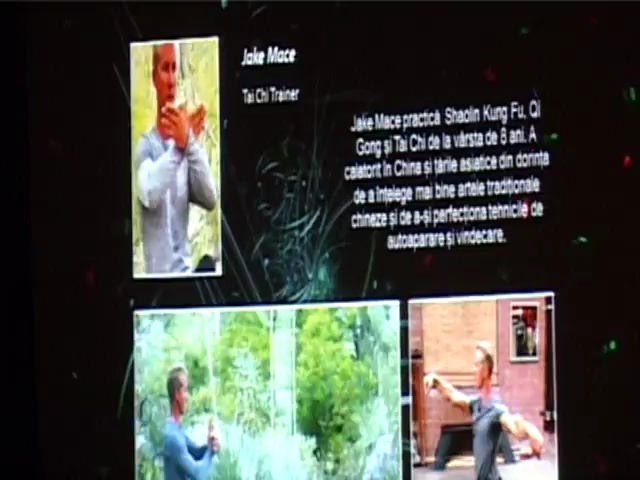 Jake Mace
Tai Chi Trainer
Jake Mace practică Shaolin Kung Fu, Qi
Gong și Tai Chi de la vârsta de 8 ani. A
calatorit în China și țările asiatice din dorința
de a înțelege mai bine artele tradiționale
chineze și de a-și perfecționa tehnicile de
autoaparare și vindecare.